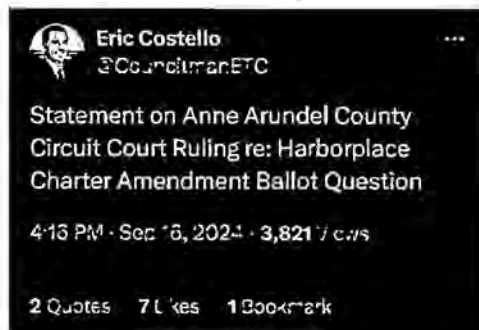 Eric Costello
@CouncilmanETC
Statement on Anne Arundel County
Circuit Court Ruling re: Harborplace
Charter Amendment Ballot Question
Sep 2024 · 3,821 Views
2 Quotes 7 Likes 1 Bookmark